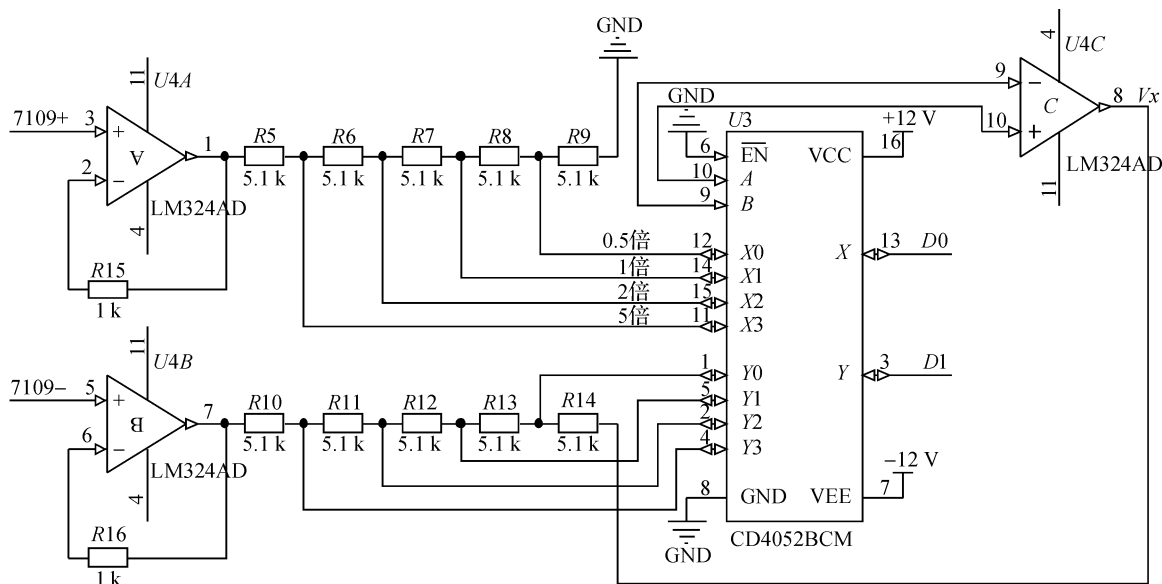 GND
4
U4C
11
U4A
9
−
8
Vx
7109+
3
+
A
1
R5
R6
R7
R8
R9
GND
U3
+12 V
10
+
C
2
−
5.1 k
5.1 k
5.1 k
5.1 k
5.1 k
6
EN
VCC
16
LM324AD
10
A
11
LM324AD
9
B
4
0.5倍
12
X0
X
13
D0
R15
1倍
14
X1
1 k
2倍
15
X2
5倍
11
X3
11
U4B
1
Y0
Y
3
D1
7109−
5
+
B
7
R10
R11
R12
R13
R14
5
Y1
6
−
5.1 k
5.1 k
5.1 k
5.1 k
5.1 k
2
Y2
4
Y3
LM324AD
−12 V
4
8
GND
VEE
7
R16
GND
CD4052BCM
1 k